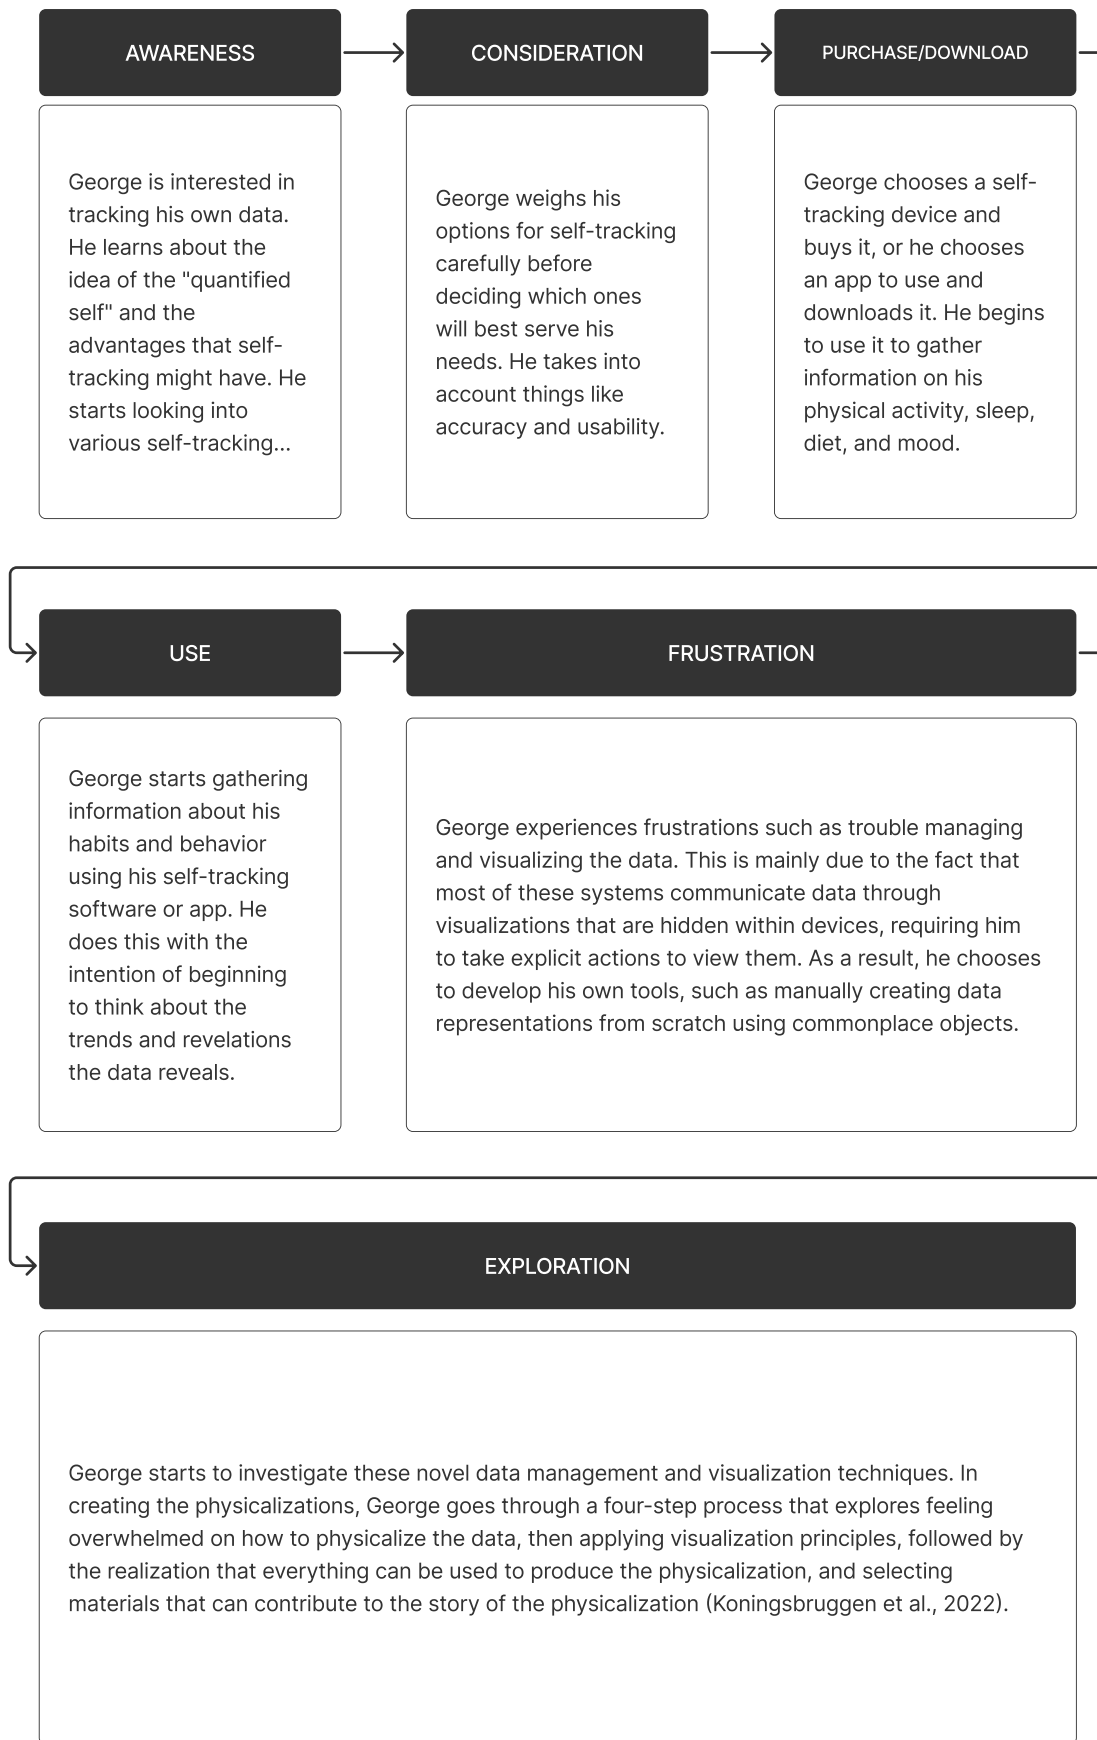 AWARENESS
CONSIDERATION
PURCHASE/DOWNLOAD
George is interested in
tracking his own data.
He learns about the
idea of the "quantified
self" and the
advantages that self-
tracking might have. He
starts looking into
various self-tracking...
George weighs his
options for self-tracking
carefully before
deciding which ones
will best serve his
needs. He takes into
account things like
accuracy and usability.
George chooses a self-
tracking device and
buys it, or he chooses
an app to use and
downloads it. He begins
to use it to gather
information on his
physical activity, sleep,
diet, and mood.
USE
FRUSTRATION
George starts gathering
information about his
habits and behavior
using his self-tracking
software or app. He
does this with the
intention of beginning
to think about the
trends and revelations
the data reveals.
George experiences frustrations such as trouble managing
and visualizing the data. This is mainly due to the fact that
most of these systems communicate data through
visualizations that are hidden within devices, requiring him
to take explicit actions to view them. As a result, he chooses
to develop his own tools, such as manually creating data
representations from scratch using commonplace objects.
EXPLORATION
George starts to investigate these novel data management and visualization techniques. In
creating the physicalizations, George goes through a four-step process that explores feeling
overwhelmed on how to physicalize the data, then applying visualization principles, followed by
the realization that everything can be used to produce the physicalization, and selecting
materials that can contribute to the story of the physicalization (Koningsbruggen et al., 2022).